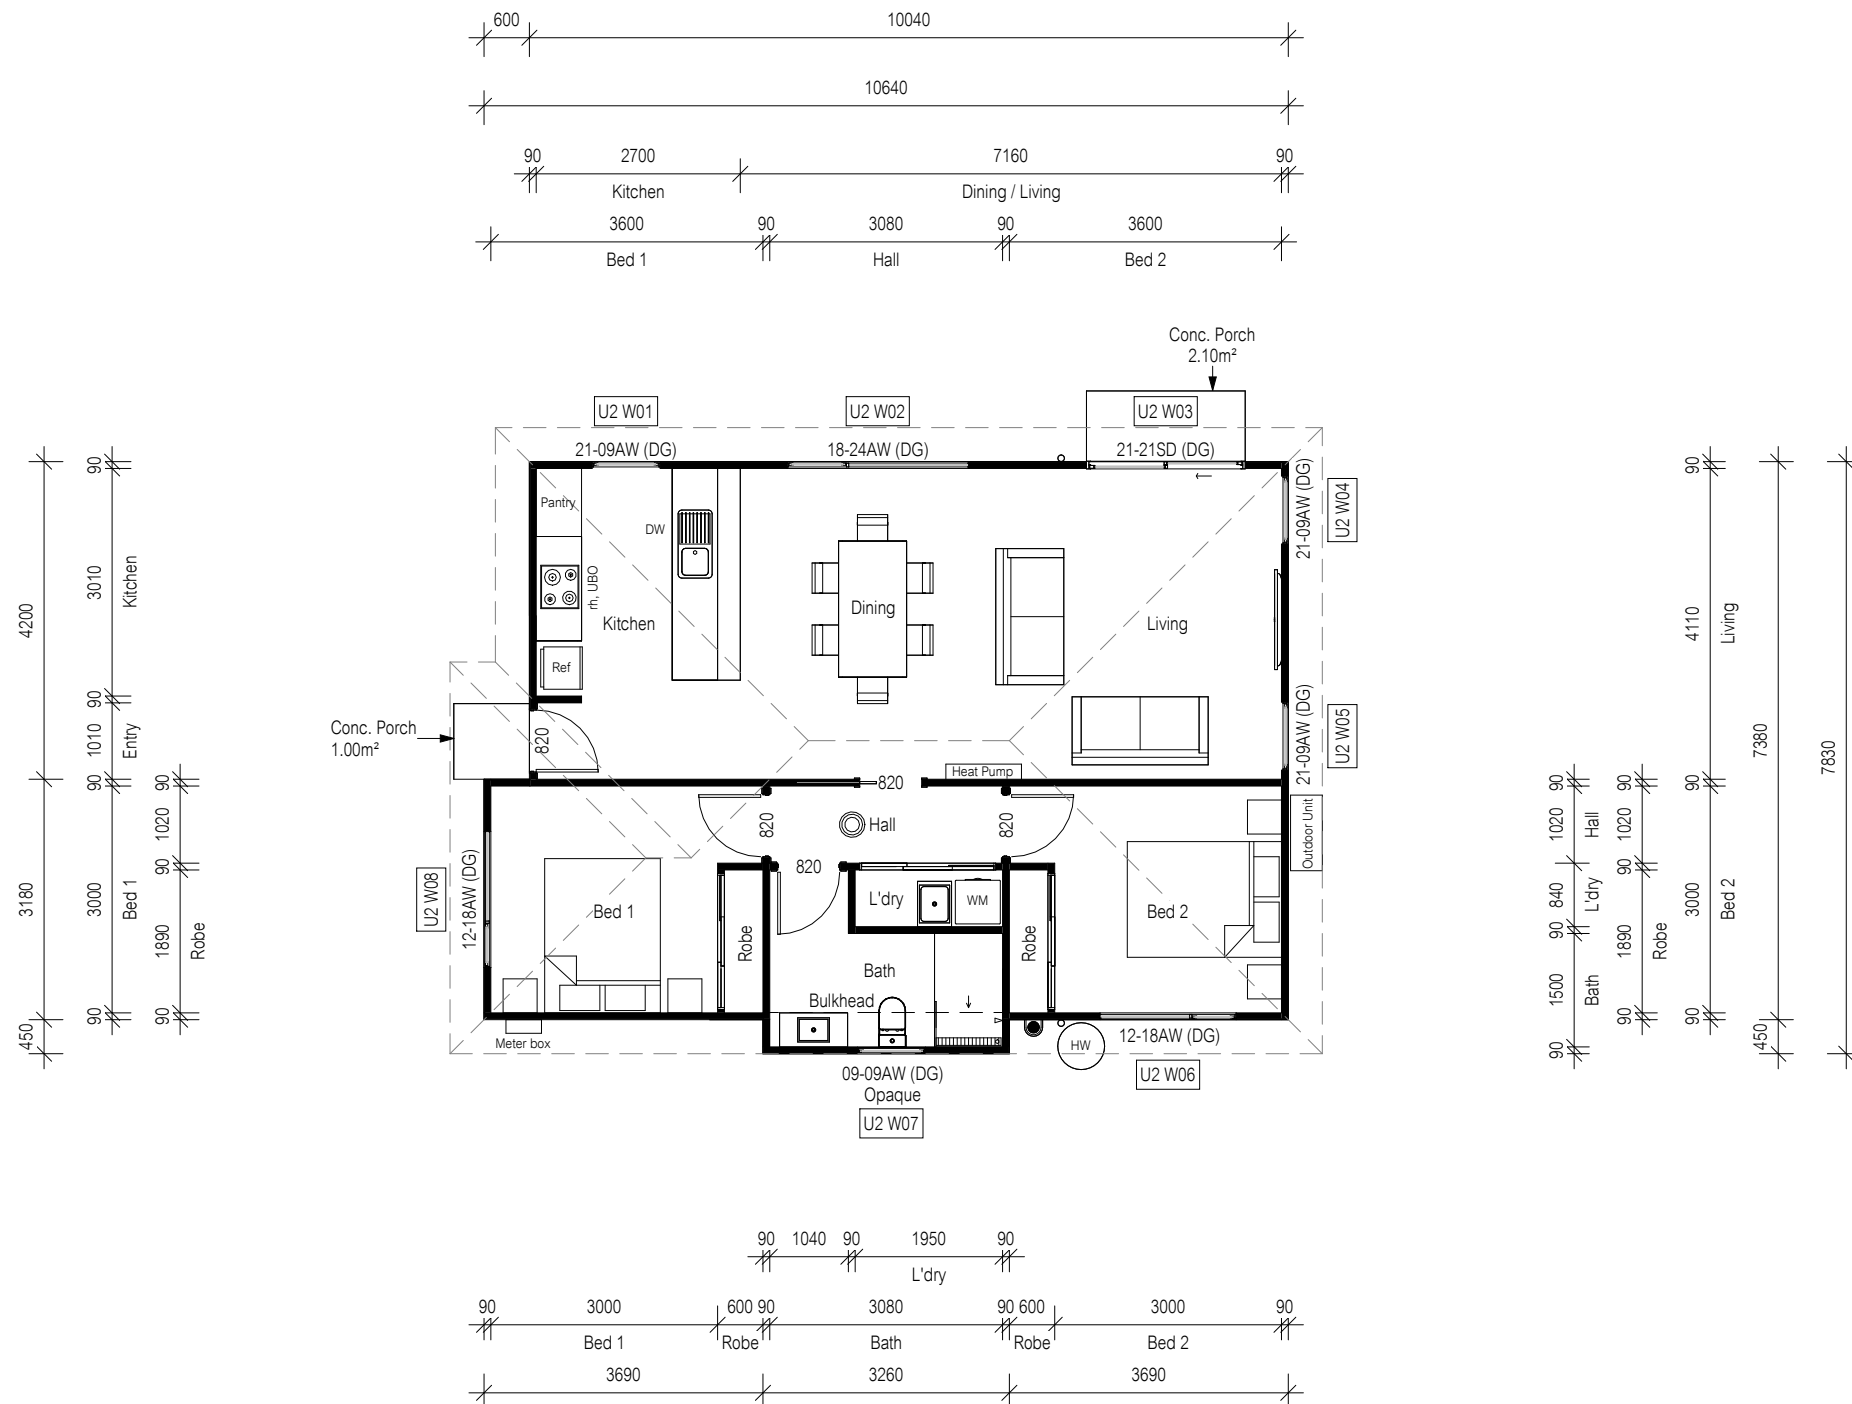 600 10040
10640
90 2700 7160 90
Kitchen Dining / Living
3600 90 3080 90 3600
Bed 1 Hall Bed 2
Conc. Porch
2.10m²
U2 W01 U2 W02 U2 W03
21-09AW (DG) 18-24AW (DG) 21-21SD (DG)
4200
3180
450
90
3010
90
1010
90
3000
90
Kitchen
Entry
Bed 1
90
1020
90
1890
90
Robe
Pantry
DW
rh, UBO
Kitchen
Ref
Dining
Living
21-09AW (DG)
U2 W04
21-09AW (DG)
U2 W05
Conc. Porch
1.00m²
820
Heat Pump
820
820
Hall
820
820
Outdoor Unit
U2 W08
12-18AW (DG)
Bed 1
Robe
L'dry
WM
Robe
Bed 2
Bath
Bulkhead
Meter box
HW
12-18AW (DG)
U2 W06
09-09AW (DG)
Opaque
U2 W07
90
1020
840
90
1500
90
Hall
L'dry
Bath
90
1020
90
1890
90
Robe
90
4110
90
3000
90
Living
Bed 2
7380
450
7830
90 1040 90 1950 90
L'dry
90 3000 600 90 3080 90 600 3000 90
Bed 1 Robe Bath Robe Bed 2
3690 3260 3690